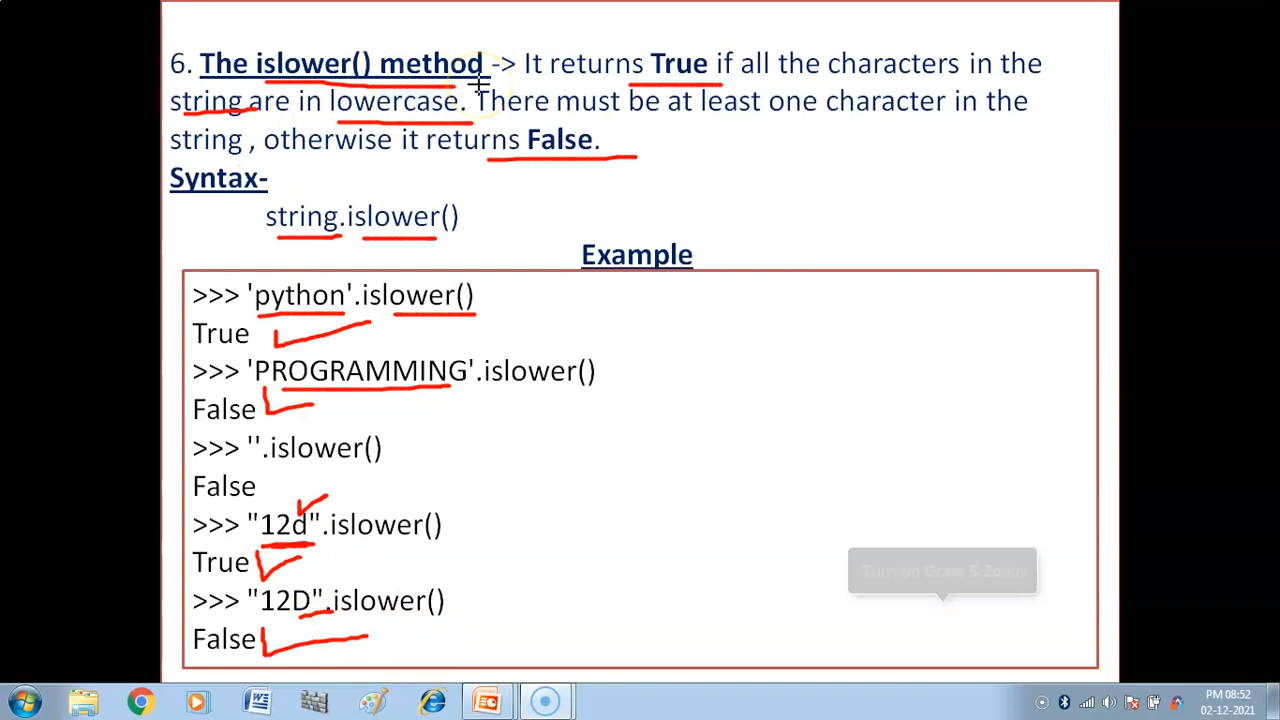 6. The islower() method -> It returns True if all the characters in the
string are in lowercase. There must be at least one character in the
string , otherwise it returns False.
Syntax-
string.islower()
Example
>>> 'python'.islower()
True
>>> 'PROGRAMMING'.islower()
False
>>> ''.islower()
False
>>> "12d".islower()
True
>>> "12D".islower()
False
PM 08:52
02-12-2021